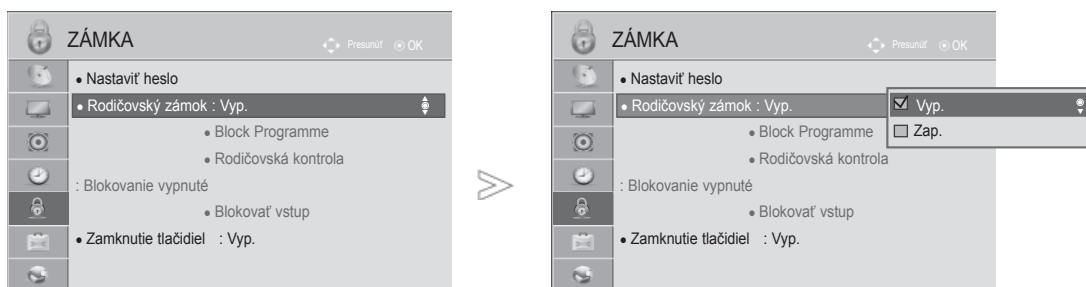 ZÁMKA
Presunúť OK
• Nastaviť heslo
• Rodičovský zámok : Vyp.
• Block Programme
• Rodičovská kontrola
: Blokovanie vypnuté
• Blokovať vstup
• Zamknutie tlačidiel : Vyp.
ZÁMKA
Presunúť OK
• Nastaviť heslo
• Rodičovský zámok : Vyp.
Vyp.
Zap.
• Block Programme
• Rodičovská kontrola
: Blokovanie vypnuté
• Blokovať vstup
• Zamknutie tlačidiel : Vyp.